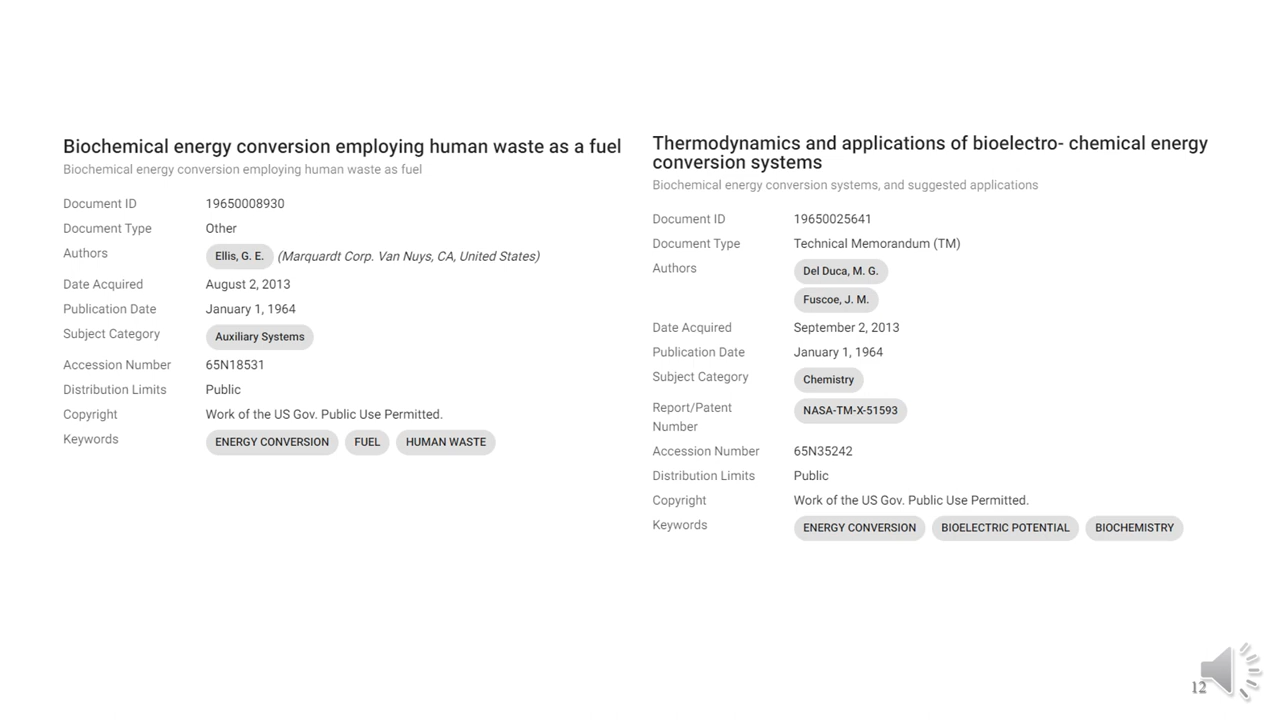 Biochemical energy conversion employing human waste as a fuel
Biochemical energy conversion employing human waste as fuel
Document ID 19650008930
Document Type Other
Authors Ellis, G. E. (Marquardt Corp. Van Nuys, CA, United States)
Date Acquired August 2, 2013
Publication Date January 1, 1964
Subject Category Auxiliary Systems
Accession Number 65N18531
Distribution Limits Public
Copyright Work of the US Gov. Public Use Permitted.
Keywords ENERGY CONVERSION FUEL HUMAN WASTE
Thermodynamics and applications of bioelectro- chemical energy
conversion systems
Biochemical energy conversion systems, and suggested applications
Document ID 19650025641
Document Type Technical Memorandum (TM)
Authors Del Duca, M. G.
Fuscoe, J. M.
Date Acquired September 2, 2013
Publication Date January 1, 1964
Subject Category Chemistry
Report/Patent NASA-TM-X-51593
Number
Accession Number 65N35242
Distribution Limits Public
Copyright Work of the US Gov. Public Use Permitted.
Keywords ENERGY CONVERSION BIOELECTRIC POTENTIAL BIOCHEMISTRY
12